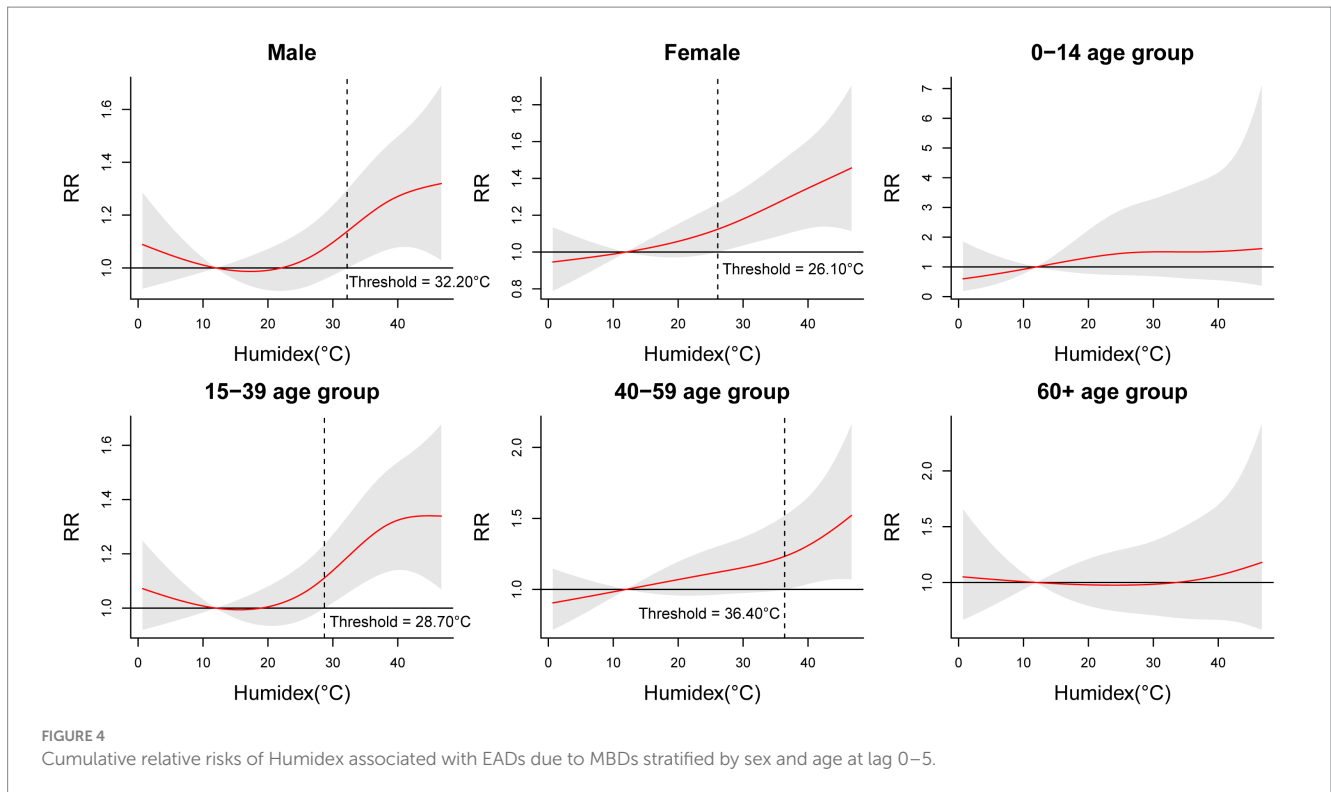 Male
RR
1.0 1.2 1.4 1.6
Threshold = 32.20°C
0 10 20 30 40
Humidex(°C)
Female
RR
0.8 1.0 1.2 1.4 1.6 1.8
Threshold = 26.10°C
0 10 20 30 40
Humidex(°C)
0−14 age group
RR
0 1 2 3 4 5 6 7
0 10 20 30 40
Humidex(°C)
15−39 age group
RR
1.0 1.2 1.4 1.6
Threshold = 28.70°C
0 10 20 30 40
Humidex(°C)
40−59 age group
RR
1.0 1.5 2.0
Threshold = 36.40°C
0 10 20 30 40
Humidex(°C)
60+ age group
RR
1.0 1.5 2.0
0 10 20 30 40
Humidex(°C)
FIGURE 4
Cumulative relative risks of Humidex associated with EADs due to MBDs stratified by sex and age at lag 0–5.